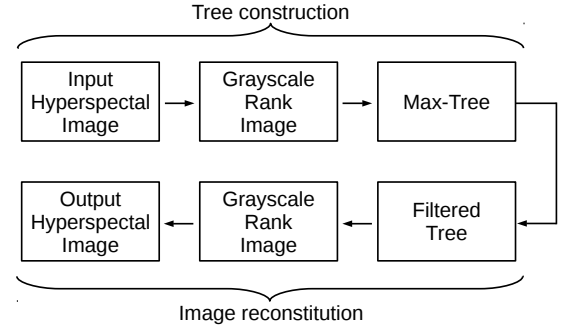 Tree construction
Input
Hyperspectal
Image
Grayscale
Rank
Image
Max-Tree
Output
Hyperspectal
Image
Grayscale
Rank
Image
Filtered
Tree
Image reconstitution